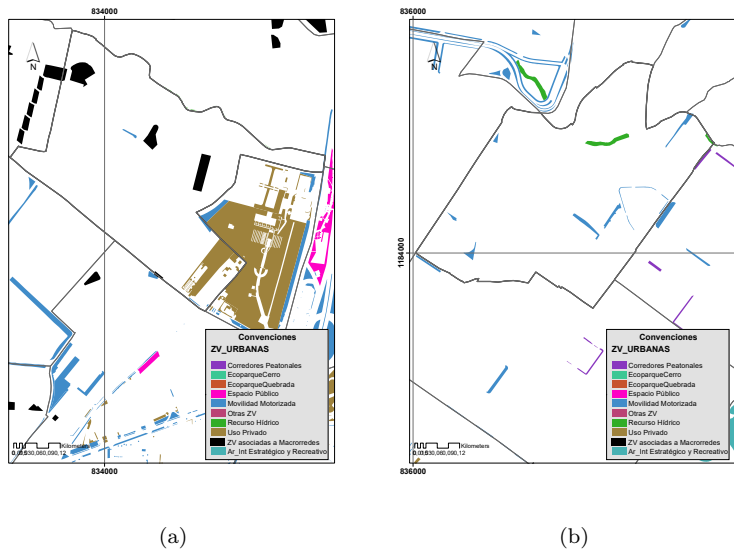 834000
836000
N
N
1184000
Convenciones
ZV_URBANAS
Corredores Peatonales
EcoparqueCerro
EcoparqueQuebrada
Espacio Público
Movilidad Motorizada
Otras ZV
Recurso Hídrico
Uso Privado
ZV asociadas a Macrorredes
Ar_Int Estratégico y Recreativo
Kilometers
834000
Convenciones
ZV_URBANAS
Corredores Peatonales
EcoparqueCerro
EcoparqueQuebrada
Espacio Público
Movilidad Motorizada
Otras ZV
Recurso Hídrico
Uso Privado
ZV asociadas a Macrorredes
Ar_Int Estratégico y Recreativo
Kilometers
836000
(a)
(b)